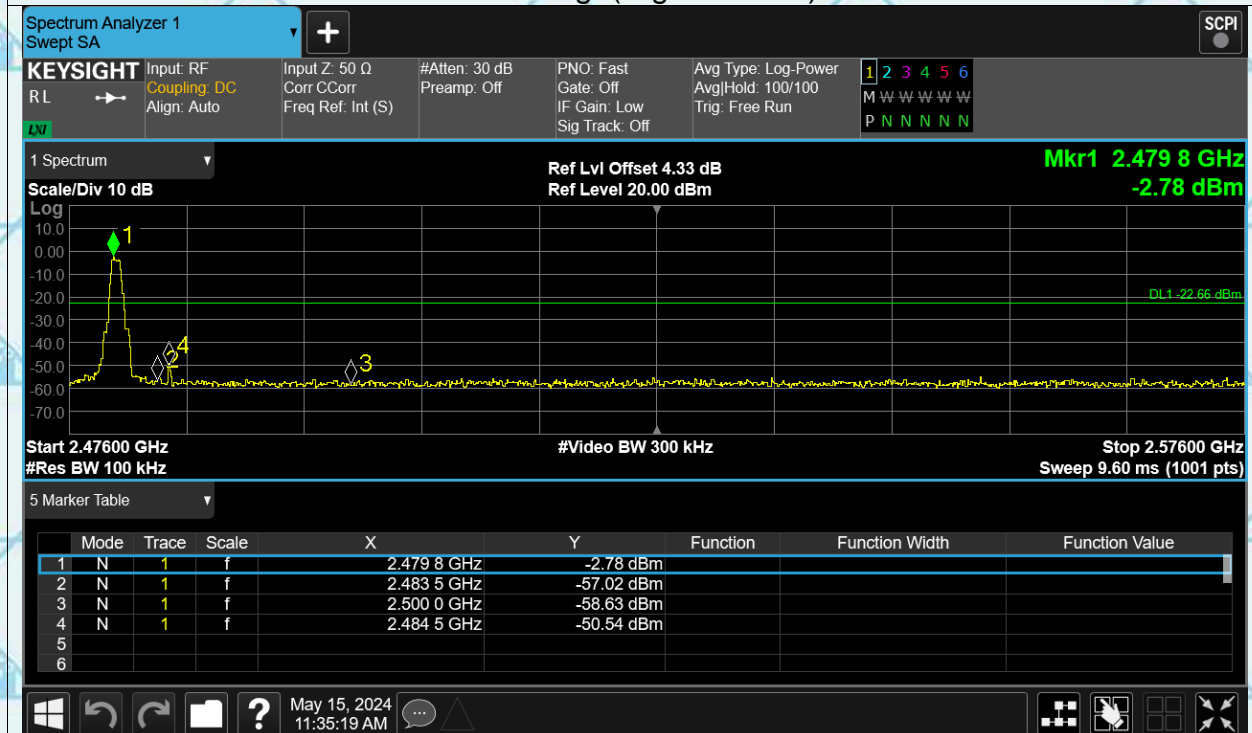 Spectrum Analyzer 1
Swept SA
+
SCPI
KEYSIGHT
RL
LXI
Input: RF
Coupling: DC
Align: Auto
Input Z: 50 Ω
Corr CCorr
Freq Ref: Int (S)
#Atten: 30 dB
Preamp: Off
PNO: Fast
Gate: Off
IF Gain: Low
Sig Track: Off
Avg Type: Log-Power
Avg|Hold: 100/100
Trig: Free Run
1 2 3 4 5 6
M W W W W W
P N N N N N
1 Spectrum
Scale/Div 10 dB
Ref Lvl Offset 4.33 dB
Ref Level 20.00 dBm
Mkr1 2.479 8 GHz
-2.78 dBm
Log
10.0
0.00
-10.0
-20.0
-30.0
-40.0
-50.0
-60.0
-70.0
1
2
4
3
DL1 -22.66 dBm
Start 2.47600 GHz
#Res BW 100 kHz
#Video BW 300 kHz
Stop 2.57600 GHz
Sweep 9.60 ms (1001 pts)
5 Marker Table
Mode Trace Scale X Y Function Function Width Function Value
1 N 1 f 2.479 8 GHz -2.78 dBm
2 N 1 f 2.483 5 GHz -57.02 dBm
3 N 1 f 2.500 0 GHz -58.63 dBm
4 N 1 f 2.484 5 GHz -50.54 dBm
5
6
?
May 15, 2024
11:35:19 AM